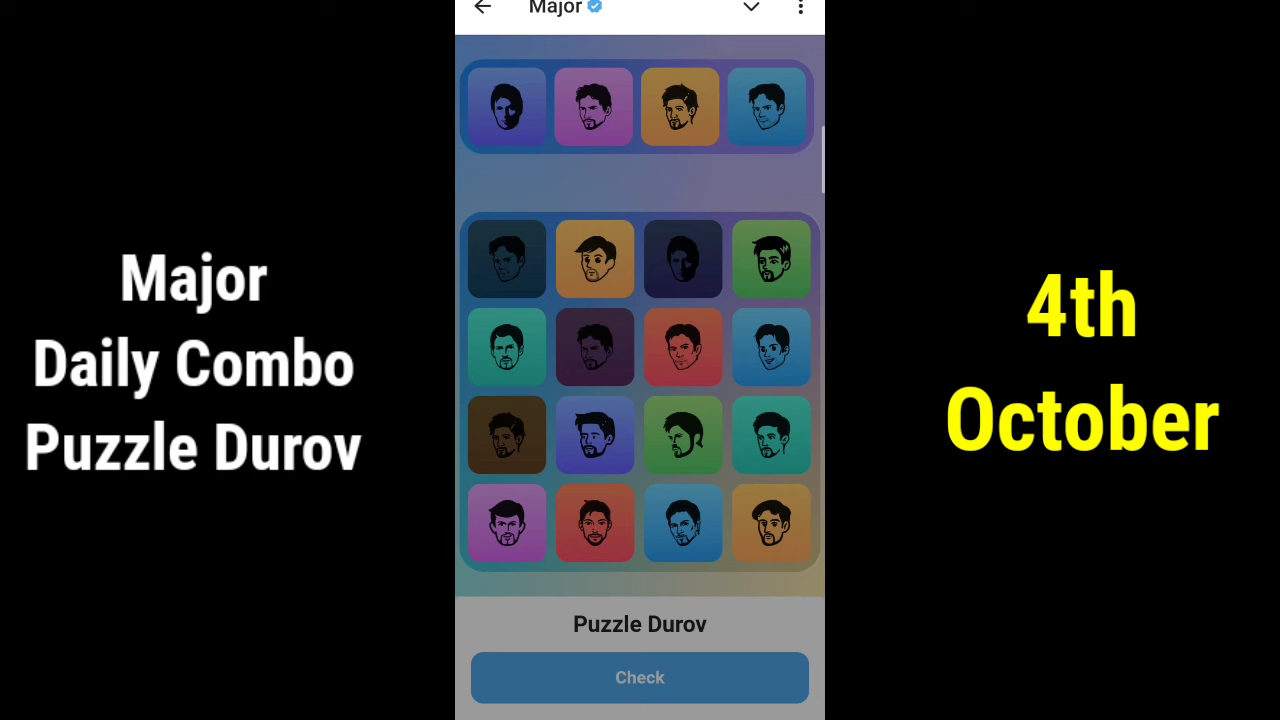 Major
Major
Daily Combo
Puzzle Durov
4th
October
Puzzle Durov
Check